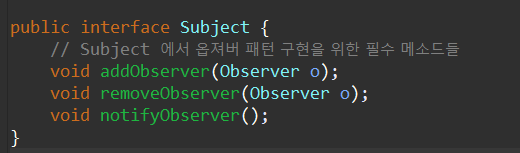 public interface Subject {
// Subject 에서 옵져버 패턴 구현을 위한 필수 메소드들
void addObserver(Observer o);
void removeObserver(Observer o);
void notifyObserver();
}